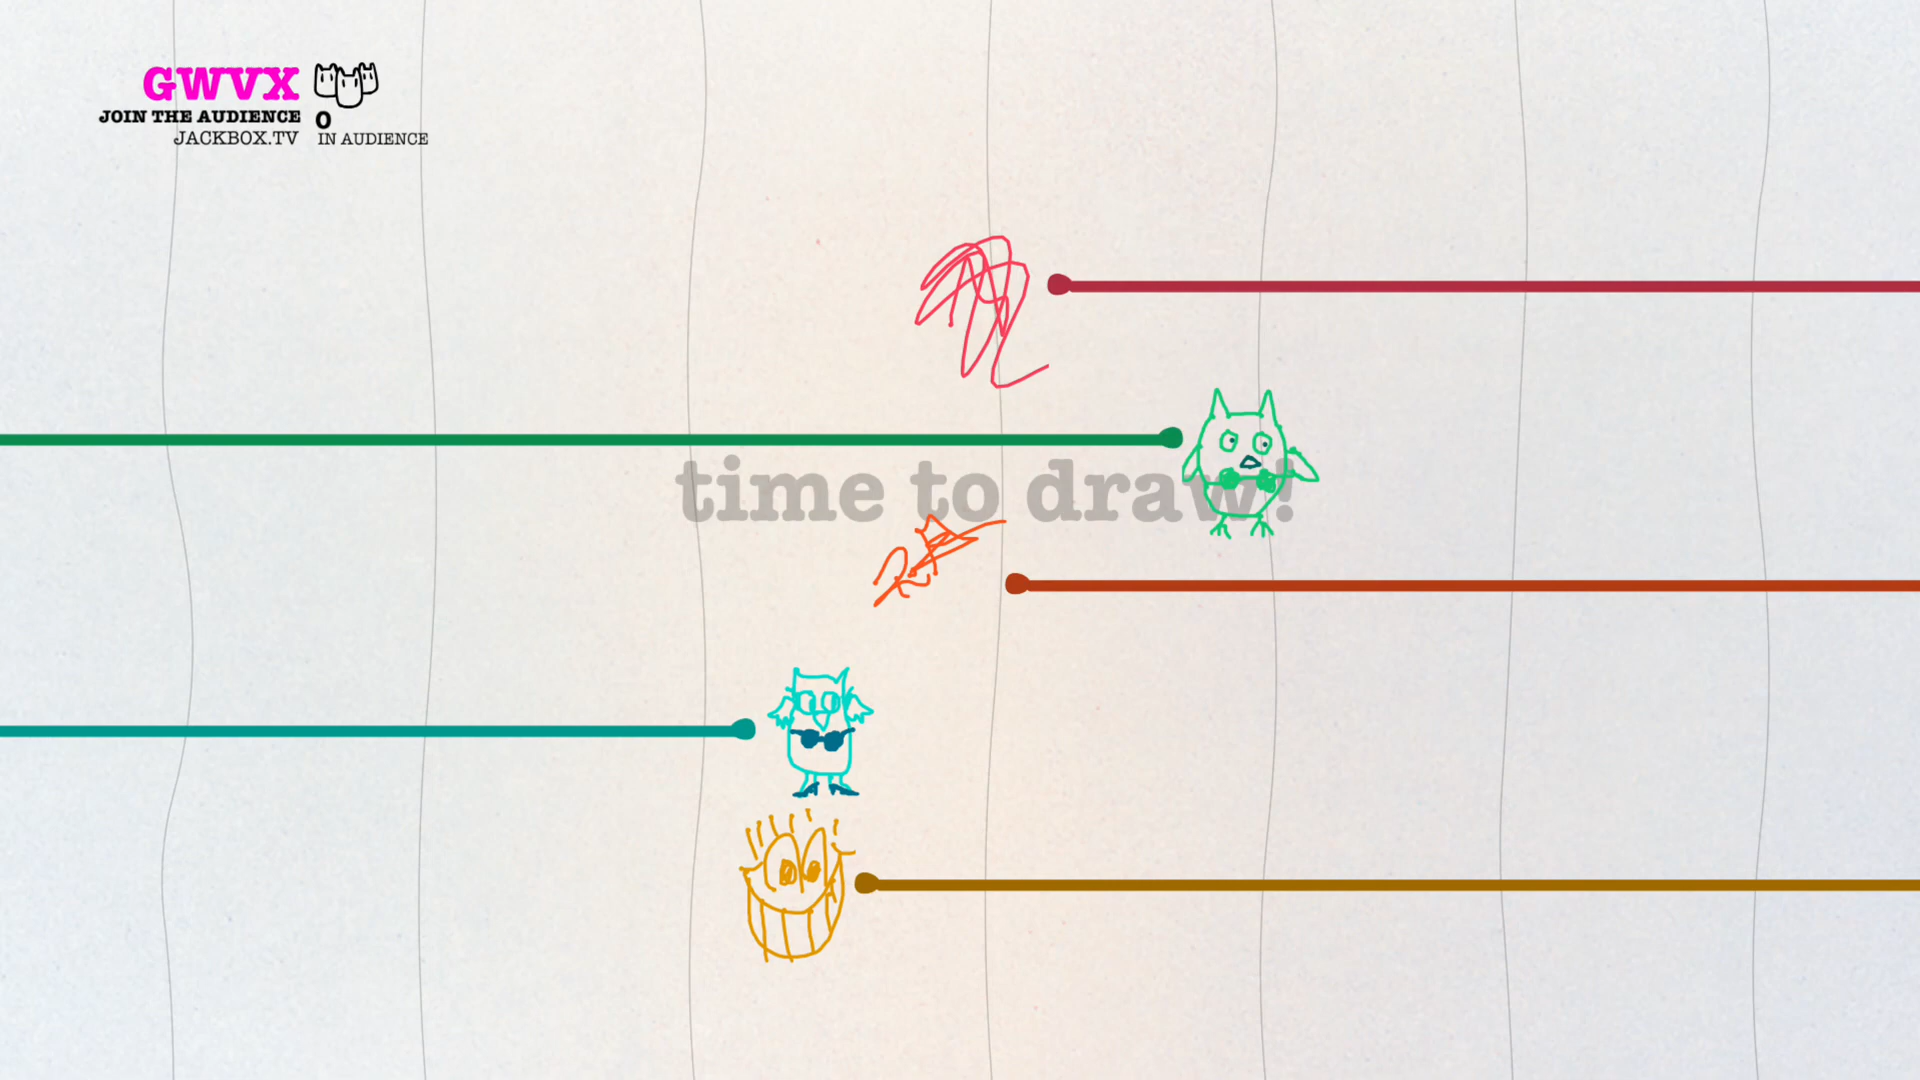 GWVX
JOIN THE AUDIENCE
JACKBOX.TV
0
IN AUDIENCE
time to draw!